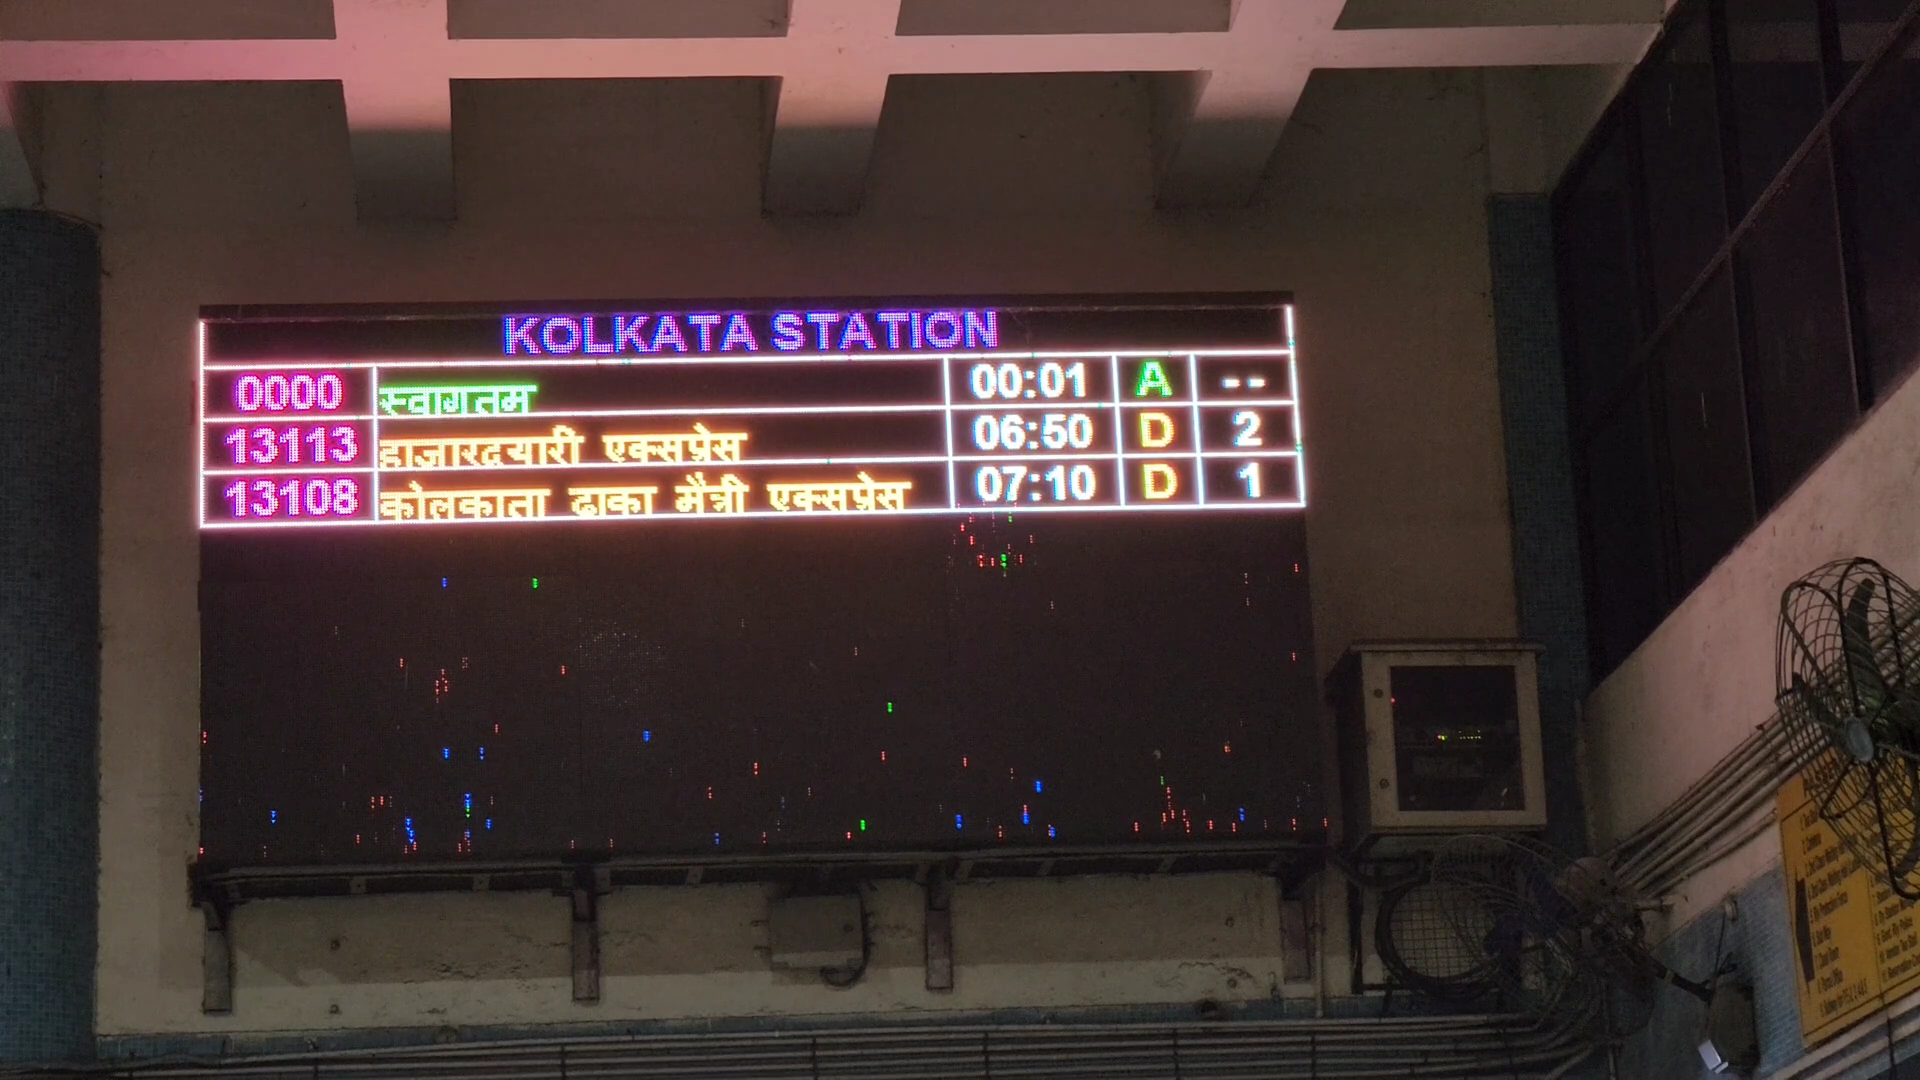 KOLKATA STATION
0000 स्वागतम 00:01 A --
13113 हाजारदुयारी एक्सप्रेस 06:50 D 2
13108 कोलकाता ढाका मैत्री एक्सप्रेस 07:10 D 1